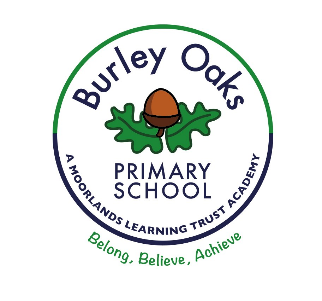 Burley Oaks
PRIMARY
SCHOOL
A MOORLANDS LEARNING TRUST ACADEMY
Belong, Believe, Achieve